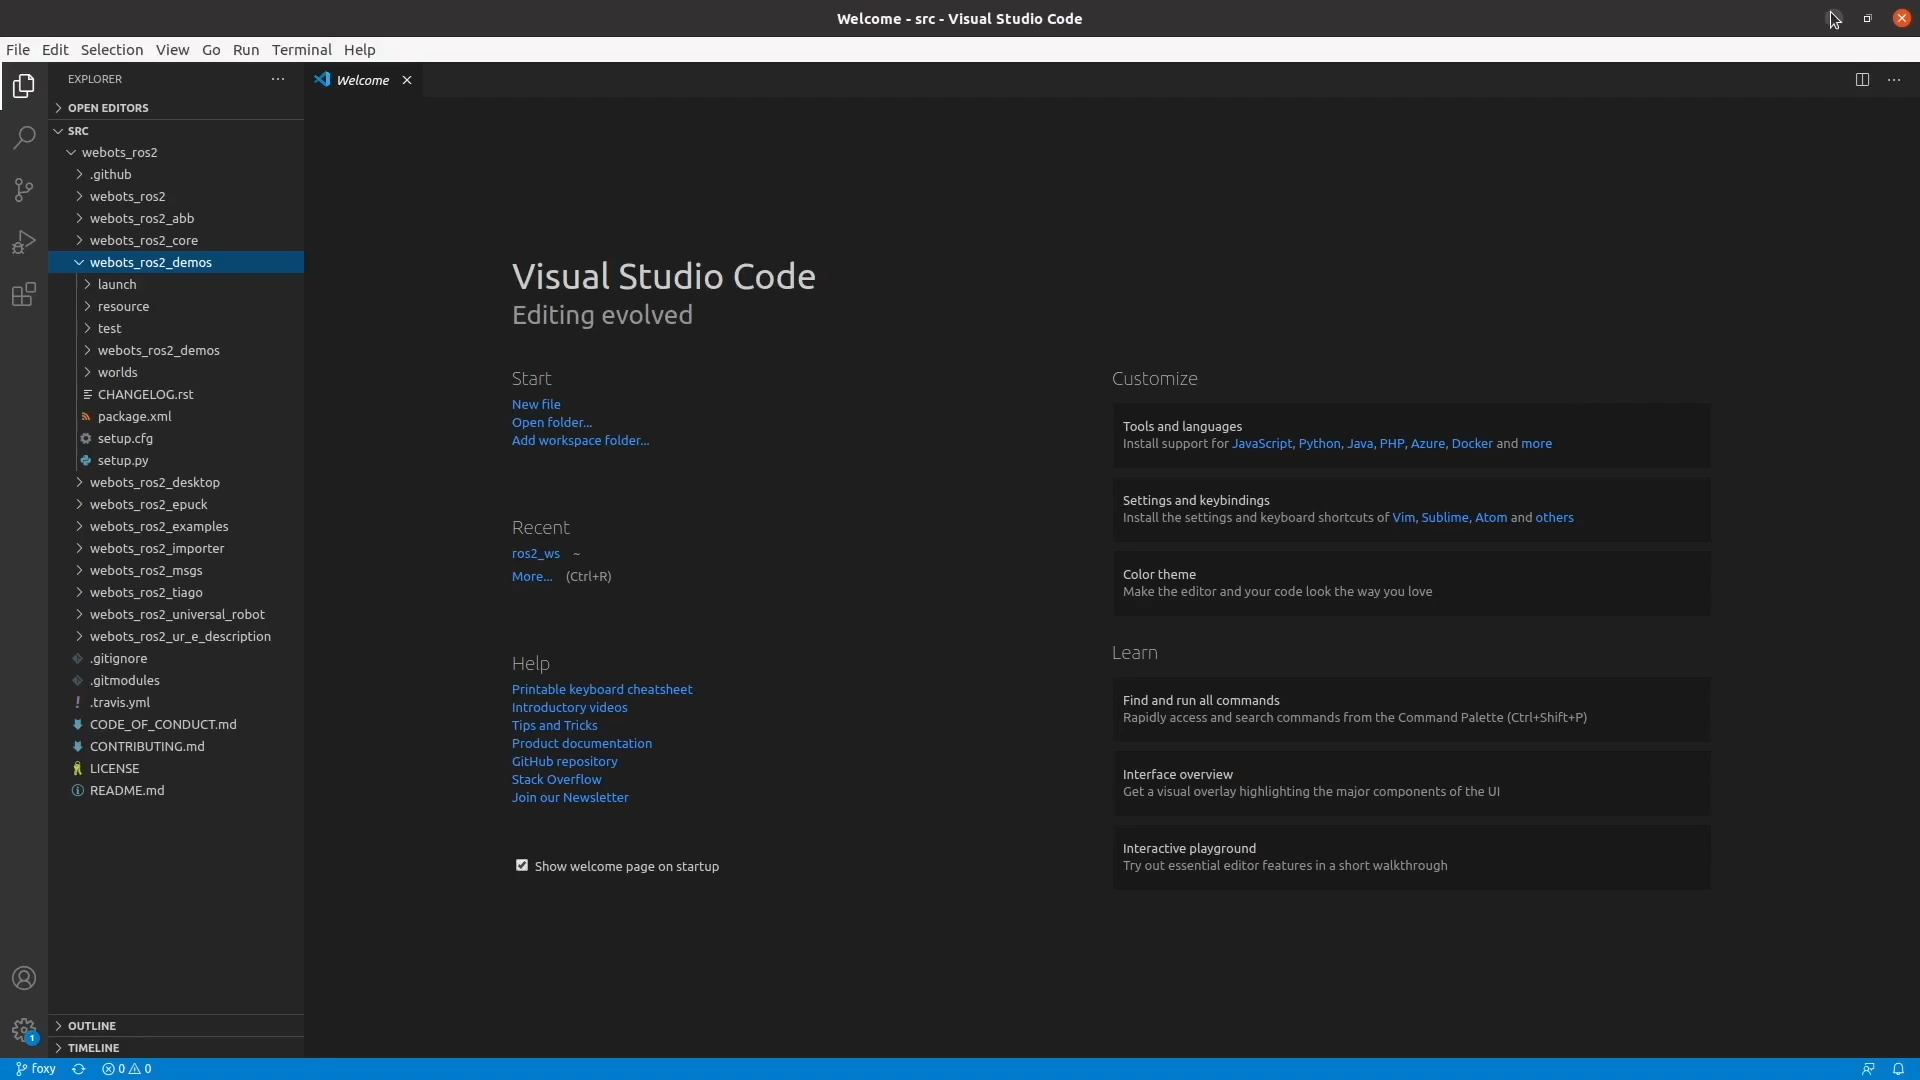 Welcome - src - Visual Studio Code
File Edit Selection View Go Run Terminal Help
EXPLORER
OPEN EDITORS
SRC
webots_ros2
.github
webots_ros2
webots_ros2_abb
webots_ros2_core
webots_ros2_demos
launch
resource
test
webots_ros2_demos
worlds
CHANGELOG.rst
package.xml
setup.cfg
setup.py
webots_ros2_desktop
webots_ros2_epuck
webots_ros2_examples
webots_ros2_importer
webots_ros2_msgs
webots_ros2_tiago
webots_ros2_universal_robot
webots_ros2_ur_e_description
.gitignore
.gitmodules
.travis.yml
CODE_OF_CONDUCT.md
CONTRIBUTING.md
LICENSE
README.md
OUTLINE
TIMELINE
Welcome
Visual Studio Code
Editing evolved
Start
New file
Open folder...
Add workspace folder...
Recent
ros2_ws ~
More... (Ctrl+R)
Help
Printable keyboard cheatsheet
Introductory videos
Tips and Tricks
Product documentation
GitHub repository
Stack Overflow
Join our Newsletter
Show welcome page on startup
Customize
Tools and languages
Install support for JavaScript, Python, Java, PHP, Azure, Docker and more
Settings and keybindings
Install the settings and keyboard shortcuts of Vim, Sublime, Atom and others
Color theme
Make the editor and your code look the way you love
Learn
Find and run all commands
Rapidly access and search commands from the Command Palette (Ctrl+Shift+P)
Interface overview
Get a visual overlay highlighting the major components of the UI
Interactive playground
Try out essential editor features in a short walkthrough
1
foxy 0 0